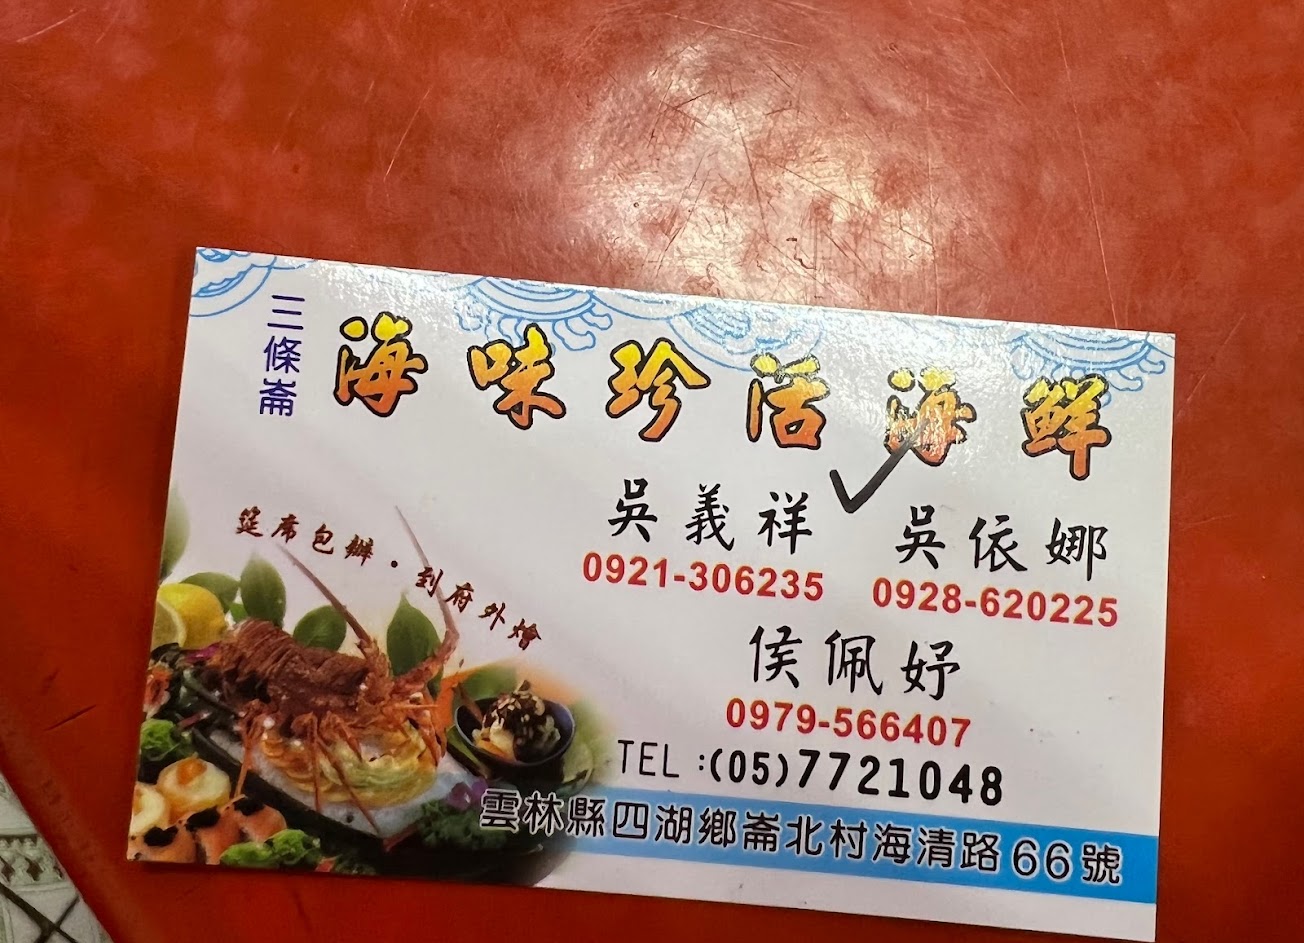 三條崙
海味珍活海鮮
筵席包辦・到府外燴
吳義祥 吳依娜
0921-306235 0928-620225
侯佩妤
0979-566407
TEL:(05)7721048
雲林縣四湖鄉崙北村海清路66號